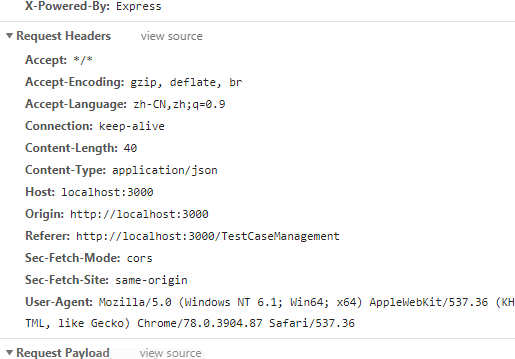 X-Powered-By: Express
Request Headers view source
Accept: */*
Accept-Encoding: gzip, deflate, br
Accept-Language: zh-CN,zh;q=0.9
Connection: keep-alive
Content-Length: 40
Content-Type: application/json
Host: localhost:3000
Origin: http://localhost:3000
Referer: http://localhost:3000/TestCaseManagement
Sec-Fetch-Mode: cors
Sec-Fetch-Site: same-origin
User-Agent: Mozilla/5.0 (Windows NT 6.1; Win64; x64) AppleWebKit/537.36 (KH
TML, like Gecko) Chrome/78.0.3904.87 Safari/537.36
Request Payload view source